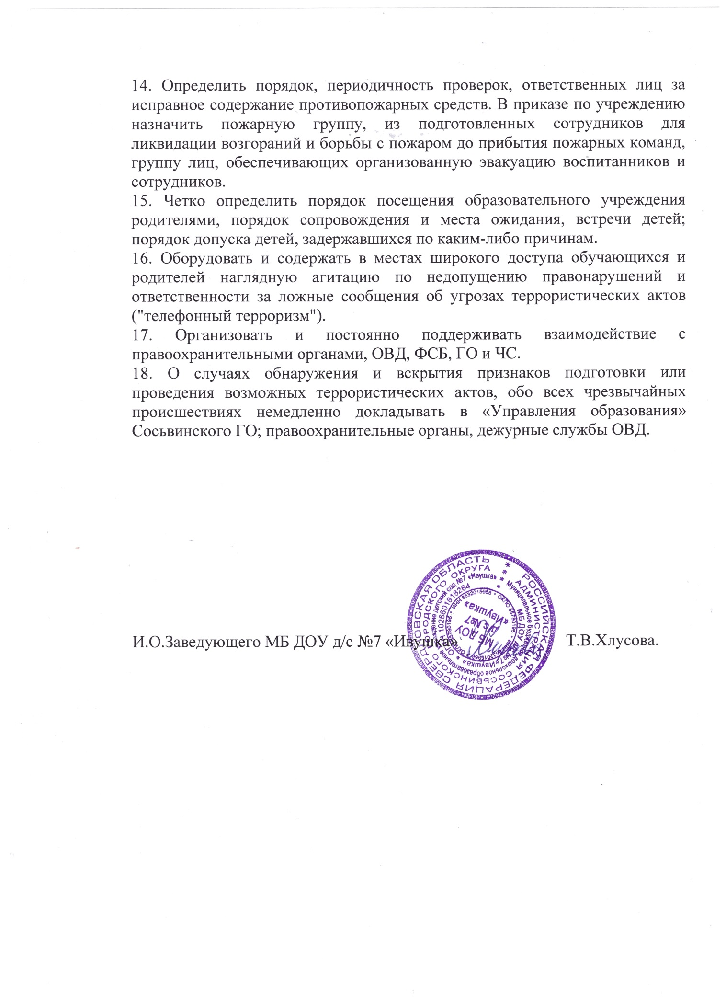 14. Определить порядок, периодичность проверок, ответственных лиц за
исправное содержание противопожарных средств. В приказе по учреждению
назначить пожарную группу, из подготовленных сотрудников для
ликвидации возгораний и борьбы с пожаром до прибытия пожарных команд,
группу лиц, обеспечивающих организованную эвакуацию воспитанников и
сотрудников.
15. Четко определить порядок посещения образовательного учреждения
родителями, порядок сопровождения и места ожидания, встречи детей;
порядок допуска детей, задержавшихся по каким-либо причинам.
16. Оборудовать и содержать в местах широкого доступа обучающихся и
родителей наглядную агитацию по недопущению правонарушений и
ответственности за ложные сообщения об угрозах террористических актов
("телефонный терроризм").
17. Организовать и постоянно поддерживать взаимодействие с
правоохранительными органами, ОВД, ФСБ, ГО и ЧС.
18. О случаях обнаружения и вскрытия признаков подготовки или
проведения возможных террористических актов, обо всех чрезвычайных
происшествиях немедленно докладывать в «Управления образования»
Сосьвинского ГО; правоохранительные органы, дежурные службы ОВД.
И.О.Заведующего МБ ДОУ д/с №7 «Ивушка» Т.В.Хлусова.
* РОССИЙСКАЯ ФЕДЕРАЦИЯ СВЕРДЛОВСКАЯ ОБЛАСТЬ
* АДМИНИСТРАЦИЯ СОСЬВИНСКОГО ГОРОДСКОГО ОКРУГА
* Муниципальное бюджетное дошкольное образовательное учреждение детский сад №7 «Ивушка»
* МБ ДОУ д/с №7 «Ивушка» * ОГРН 1026601818264
ИНН 6632015958 * ОКПО 55780195 *
МБ ДОУ
д/с №7
«Ивушка»